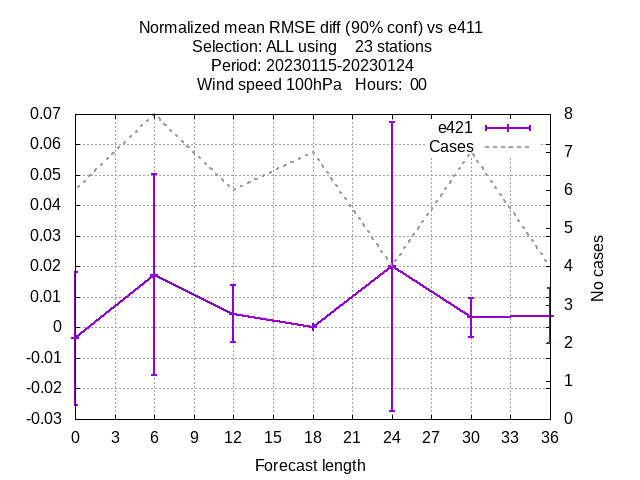 Normalized mean RMSE diff (90% conf) vs e411
Selection: ALL using    23 stations
Period: 20230115-20230124
Wind speed 100hPa   Hours:  00
e421
Cases
0.07
0.06
0.05
0.04
0.03
0.02
0.01
0
-0.01
-0.02
-0.03
8
7
6
5
4
3
2
1
0
No cases
0 3 6 9 12 15 18 21 24 27 30 33 36
Forecast length